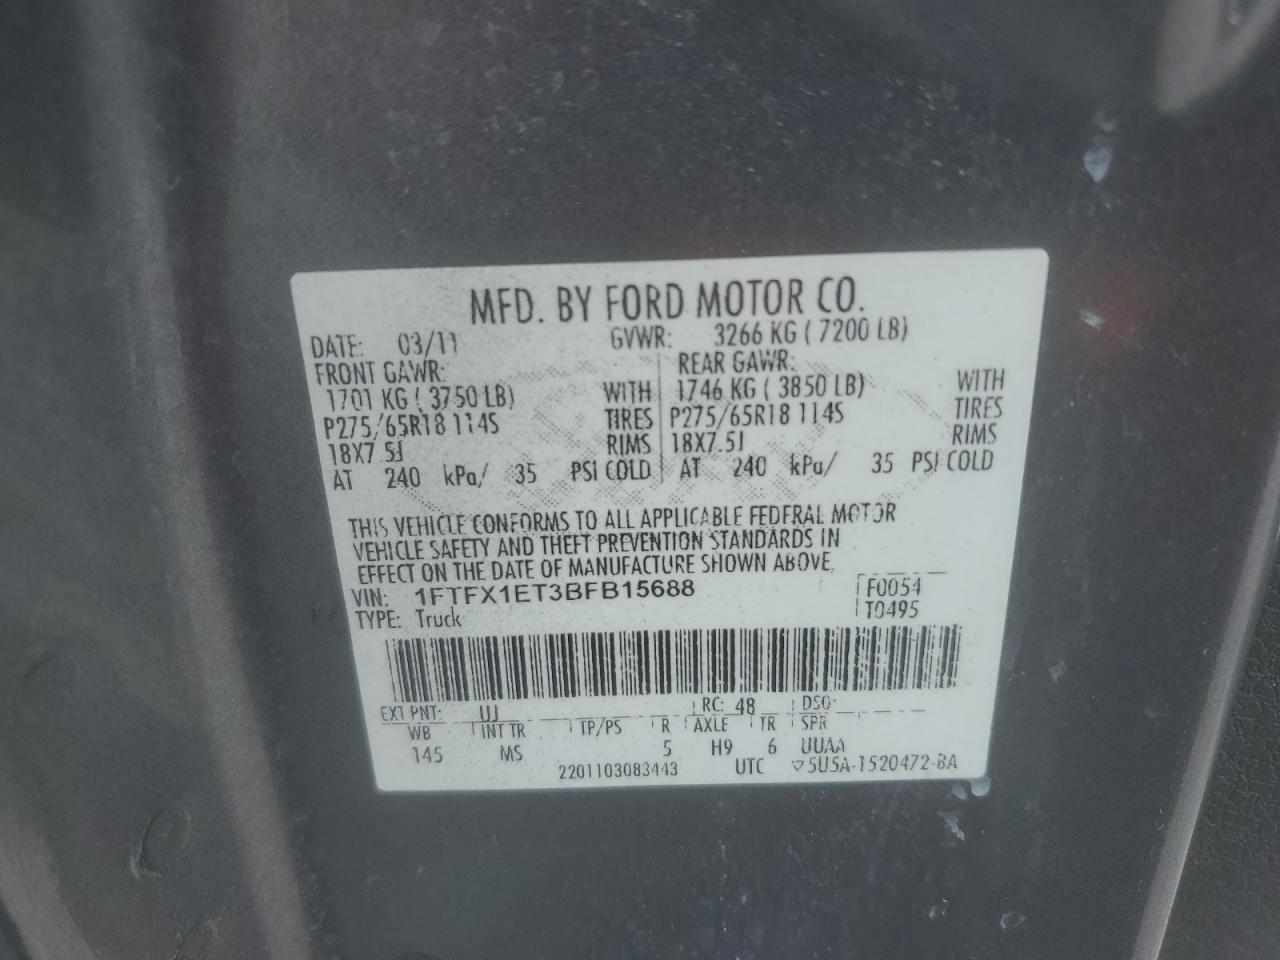 MFD. BY FORD MOTOR CO.
DATE: 03/11 GVWR: 3266 KG ( 7200 LB)
FRONT GAWR: REAR GAWR:
1701 KG ( 3750 LB) WITH 1746 KG ( 3850 LB) WITH
P275/65R18 114S TIRES P275/65R18 114S TIRES
18X7.5J RIMS 18X7.5J RIMS
AT 240 kPa/ 35 PSI COLD AT 240 kPa/ 35 PSI COLD
THIS VEHICLE CONFORMS TO ALL APPLICABLE FEDERAL MOTOR
VEHICLE SAFETY AND THEFT PREVENTION STANDARDS IN
EFFECT ON THE DATE OF MANUFACTURE SHOWN ABOVE.
VIN: 1FTFX1ET3BFB15688 F0054
TYPE: Truck T0495
EXT PNT: UJ RC: 48 DSO:
WB INT TR TP/PS R AXLE TR SPR
145 MS 5 H9 6 UUAA
2201103083443 UTC ▽5U5A-1520472-BA